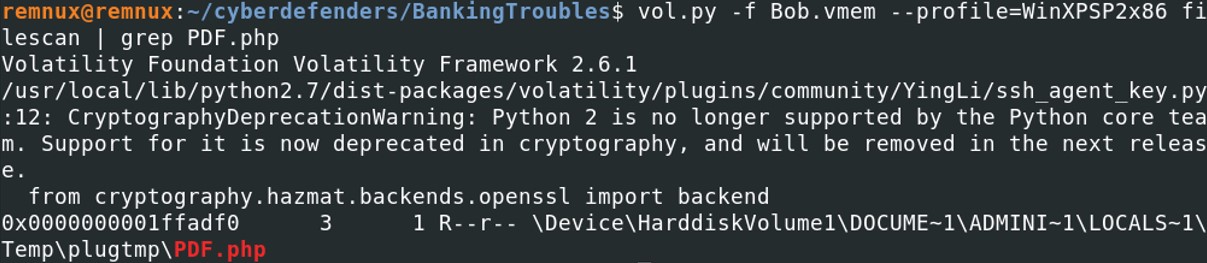 remnux@remnux:~/cyberdefenders/BankingTroubles$ vol.py -f Bob.vmem --profile=WinXPSP2x86 fi
lescan | grep PDF.php
Volatility Foundation Volatility Framework 2.6.1
/usr/local/lib/python2.7/dist-packages/volatility/plugins/community/YingLi/ssh_agent_key.py
:12: CryptographyDeprecationWarning: Python 2 is no longer supported by the Python core tea
m. Support for it is now deprecated in cryptography, and will be removed in the next releas
e.
  from cryptography.hazmat.backends.openssl import backend
0x0000000001ffadf0      3      1 R--r-- \Device\HarddiskVolume1\DOCUME~1\ADMINI~1\LOCALS~1\
Temp\plugtmp\PDF.php